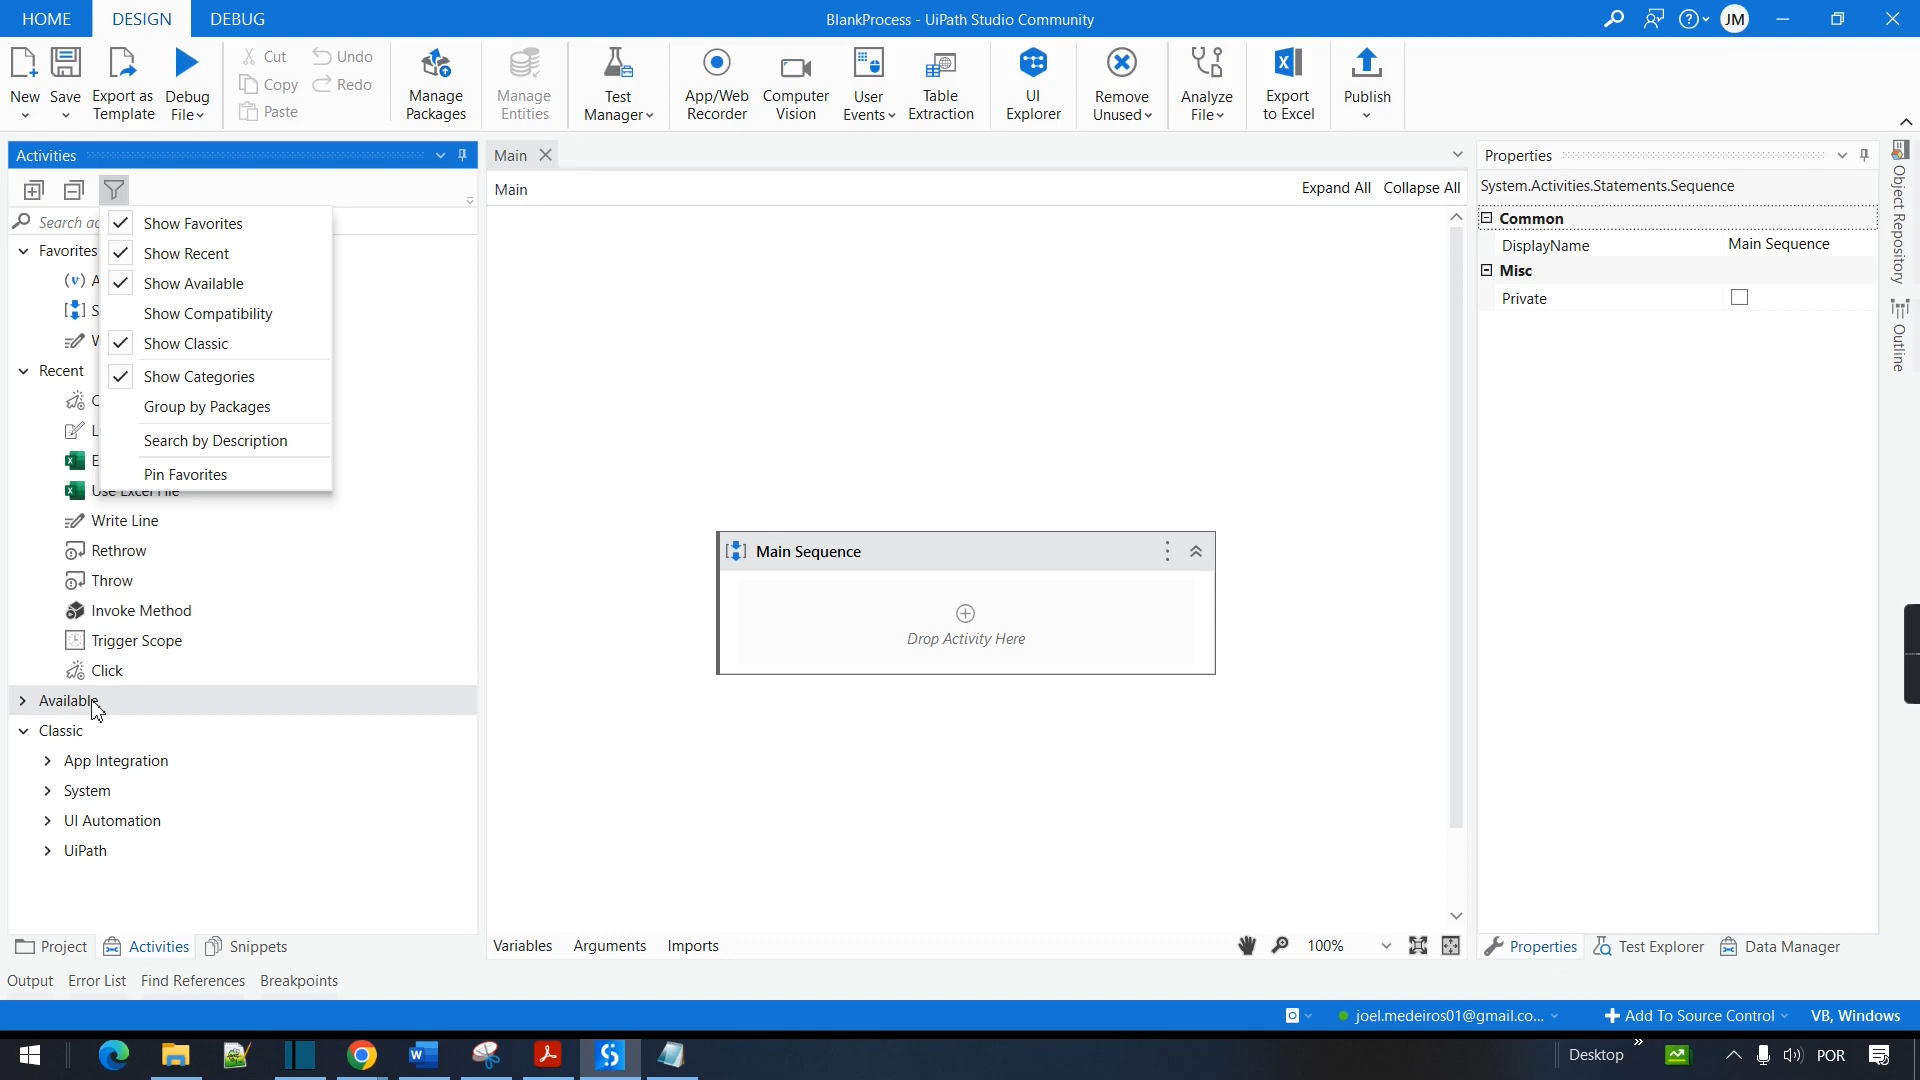 HOME DESIGN DEBUG
BlankProcess - UiPath Studio Community
JM
New
Save
Export as Template
Debug File
Cut
Copy
Paste
Undo
Redo
Manage Packages
Manage Entities
Test Manager
App/Web Recorder
Computer Vision
User Events
Table Extraction
UI Explorer
Remove Unused
Analyze File
Export to Excel
Publish
Activities
Search ac
Favorites
A
S
W
Recent
C
L
E
Use Excel File
Write Line
Rethrow
Throw
Invoke Method
Trigger Scope
Click
Available
Classic
App Integration
System
UI Automation
UiPath
Show Favorites
Show Recent
Show Available
Show Compatibility
Show Classic
Show Categories
Group by Packages
Search by Description
Pin Favorites
Project Activities Snippets
Main
Main
Expand All Collapse All
Main Sequence
Drop Activity Here
Variables Arguments Imports
100%
Properties
System.Activities.Statements.Sequence
Common
DisplayName Main Sequence
Misc
Private
Properties Test Explorer Data Manager
Object Repository
Outline
Output Error List Find References Breakpoints
joel.medeiros01@gmail.co...
Add To Source Control
VB, Windows
Desktop
POR